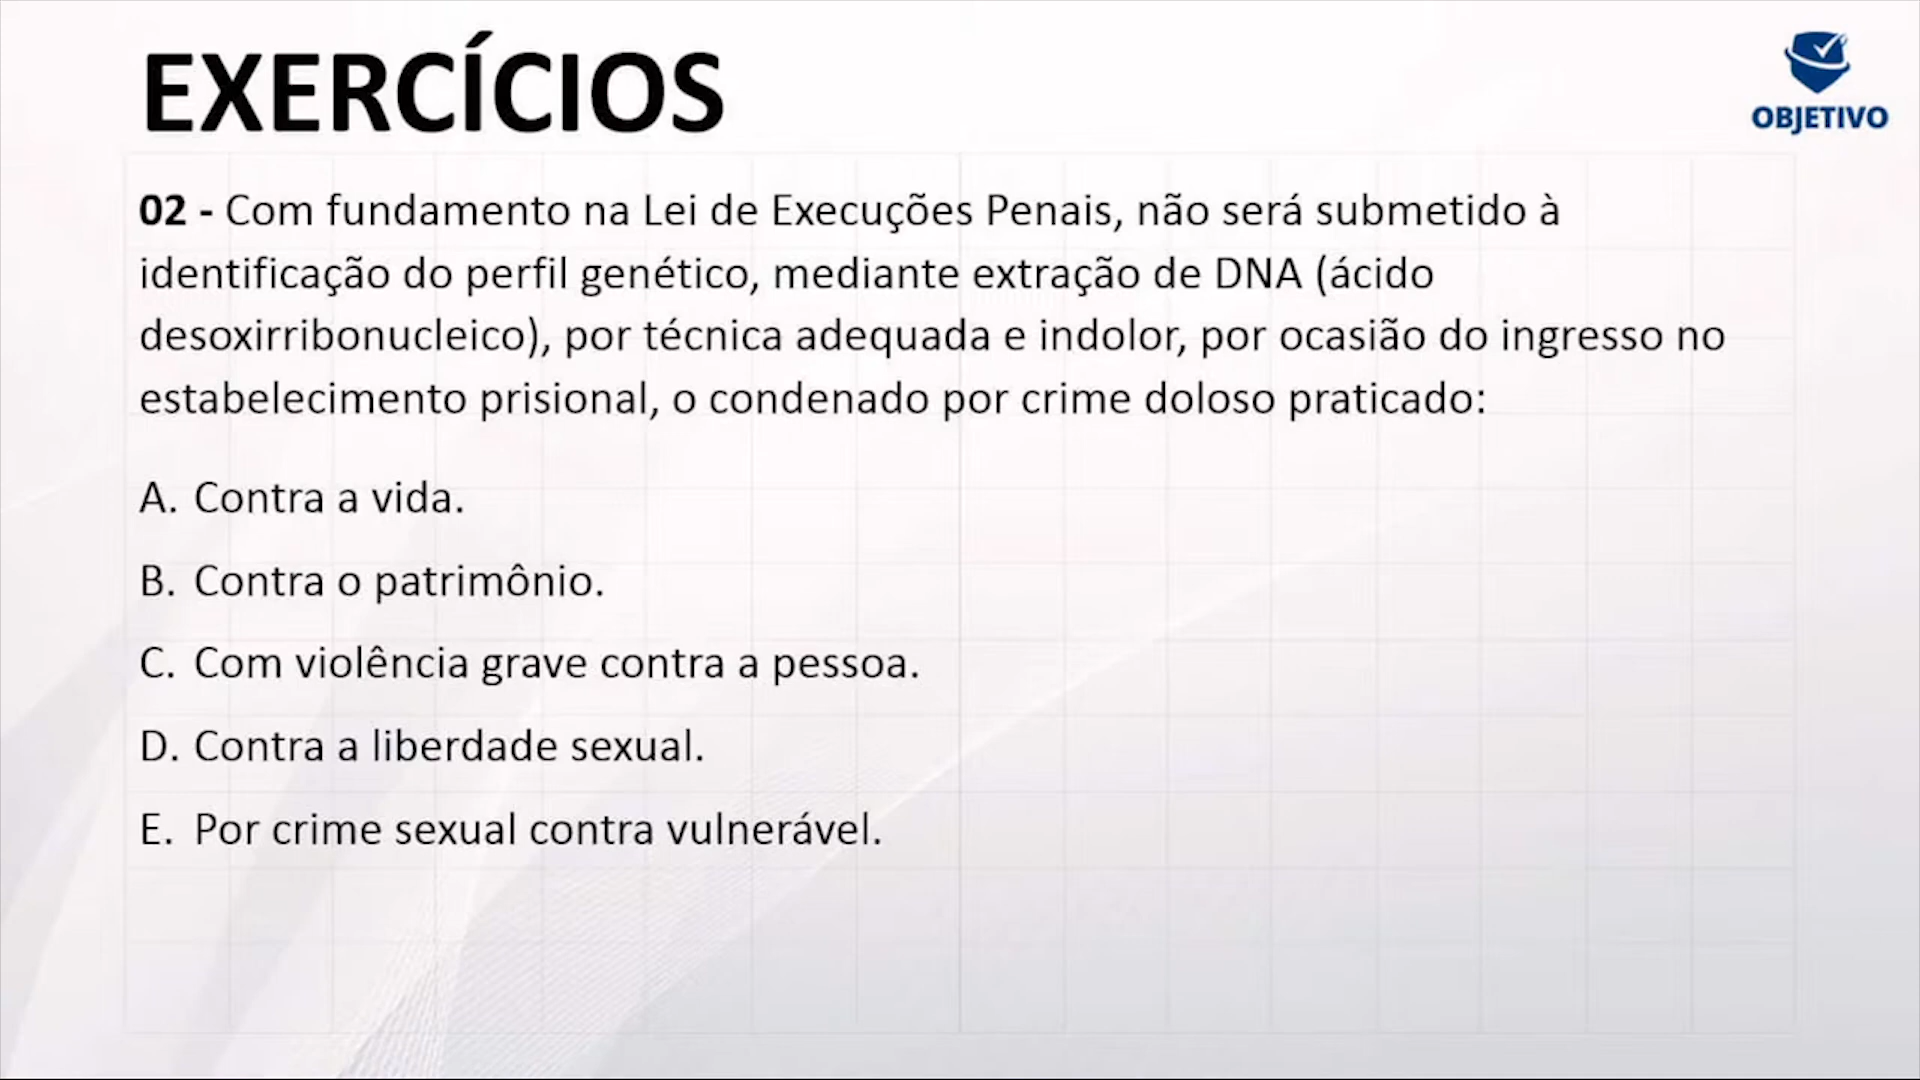 EXERCÍCIOS
OBJETIVO
02 - Com fundamento na Lei de Execuções Penais, não será submetido à
identificação do perfil genético, mediante extração de DNA (ácido
desoxirribonucleico), por técnica adequada e indolor, por ocasião do ingresso no
estabelecimento prisional, o condenado por crime doloso praticado:
A. Contra a vida.
B. Contra o patrimônio.
C. Com violência grave contra a pessoa.
D. Contra a liberdade sexual.
E. Por crime sexual contra vulnerável.